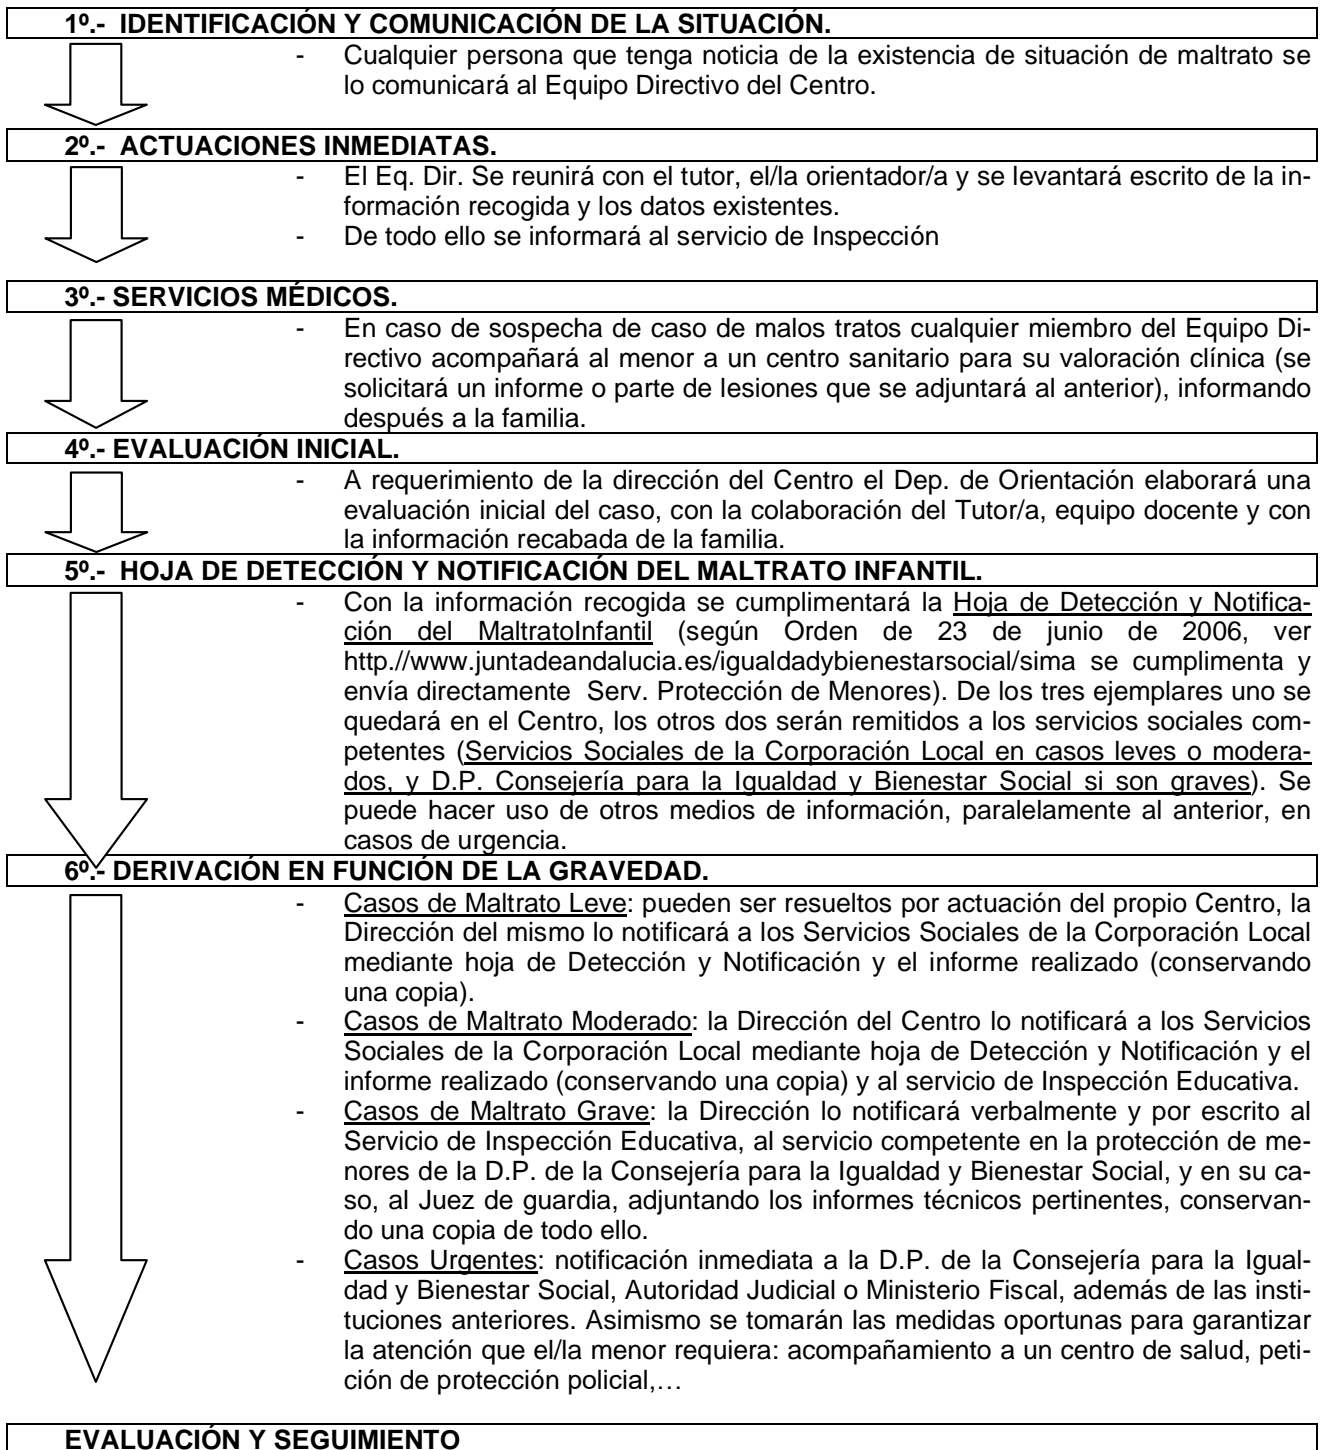 1º.- IDENTIFICACIÓN Y COMUNICACIÓN DE LA SITUACIÓN.
- Cualquier persona que tenga noticia de la existencia de situación de maltrato se
lo comunicará al Equipo Directivo del Centro.
2º.- ACTUACIONES INMEDIATAS.
- El Eq. Dir. Se reunirá con el tutor, el/la orientador/a y se levantará escrito de la in-
formación recogida y los datos existentes.
- De todo ello se informará al servicio de Inspección
3º.- SERVICIOS MÉDICOS.
- En caso de sospecha de caso de malos tratos cualquier miembro del Equipo Di-
rectivo acompañará al menor a un centro sanitario para su valoración clínica (se
solicitará un informe o parte de lesiones que se adjuntará al anterior), informando
después a la familia.
4º.- EVALUACIÓN INICIAL.
- A requerimiento de la dirección del Centro el Dep. de Orientación elaborará una
evaluación inicial del caso, con la colaboración del Tutor/a, equipo docente y con
la información recabada de la familia.
5º.- HOJA DE DETECCIÓN Y NOTIFICACIÓN DEL MALTRATO INFANTIL.
- Con la información recogida se cumplimentará la Hoja de Detección y Notifica-
ción del MaltratoInfantil (según Orden de 23 de junio de 2006, ver
http.//www.juntadeandalucia.es/igualdadybienestarsocial/sima se cumplimenta y
envía directamente Serv. Protección de Menores). De los tres ejemplares uno se
quedará en el Centro, los otros dos serán remitidos a los servicios sociales com-
petentes (Servicios Sociales de la Corporación Local en casos leves o modera-
dos, y D.P. Consejería para la Igualdad y Bienestar Social si son graves). Se
puede hacer uso de otros medios de información, paralelamente al anterior, en
casos de urgencia.
6º.- DERIVACIÓN EN FUNCIÓN DE LA GRAVEDAD.
- Casos de Maltrato Leve: pueden ser resueltos por actuación del propio Centro, la
Dirección del mismo lo notificará a los Servicios Sociales de la Corporación Local
mediante hoja de Detección y Notificación y el informe realizado (conservando
una copia).
- Casos de Maltrato Moderado: la Dirección del Centro lo notificará a los Servicios
Sociales de la Corporación Local mediante hoja de Detección y Notificación y el
informe realizado (conservando una copia) y al servicio de Inspección Educativa.
- Casos de Maltrato Grave: la Dirección lo notificará verbalmente y por escrito al
Servicio de Inspección Educativa, al servicio competente en la protección de me-
nores de la D.P. de la Consejería para la Igualdad y Bienestar Social, y en su ca-
so, al Juez de guardia, adjuntando los informes técnicos pertinentes, conservan-
do una copia de todo ello.
- Casos Urgentes: notificación inmediata a la D.P. de la Consejería para la Igual-
dad y Bienestar Social, Autoridad Judicial o Ministerio Fiscal, además de las insti-
tuciones anteriores. Asimismo se tomarán las medidas oportunas para garantizar
la atención que el/la menor requiera: acompañamiento a un centro de salud, peti-
ción de protección policial,…
EVALUACIÓN Y SEGUIMIENTO